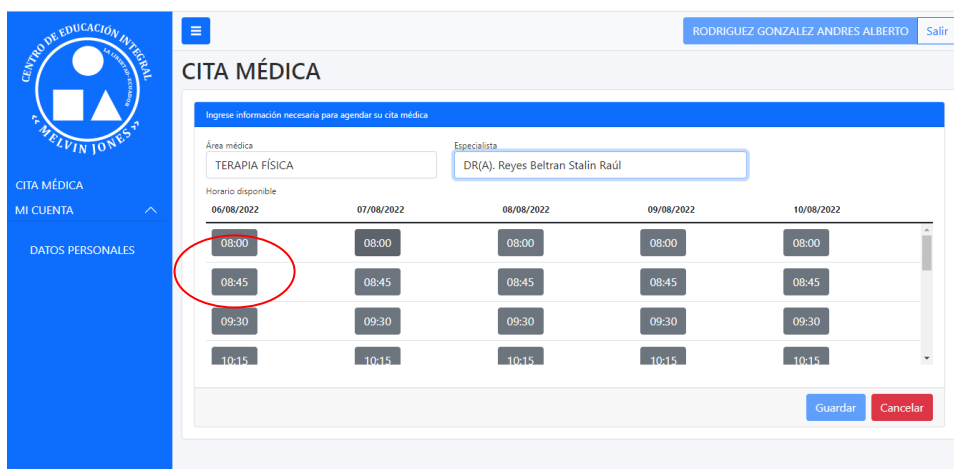 CENTRO DE EDUCACIÓN INTEGRAL
LA LIBERTAD-ECUADOR
‹‹ MELVIN JONES ››
RODRIGUEZ GONZALEZ ANDRES ALBERTO Salir
CITA MÉDICA
Ingrese información necesaria para agendar su cita médica
Área médica Especialista
TERAPIA FÍSICA DR(A). Reyes Beltran Stalin Raúl
CITA MÉDICA
MI CUENTA
DATOS PERSONALES
Horario disponible
06/08/2022 07/08/2022 08/08/2022 09/08/2022 10/08/2022
08:00 08:00 08:00 08:00 08:00
08:45 08:45 08:45 08:45 08:45
09:30 09:30 09:30 09:30 09:30
10:15 10:15 10:15 10:15 10:15
Guardar Cancelar